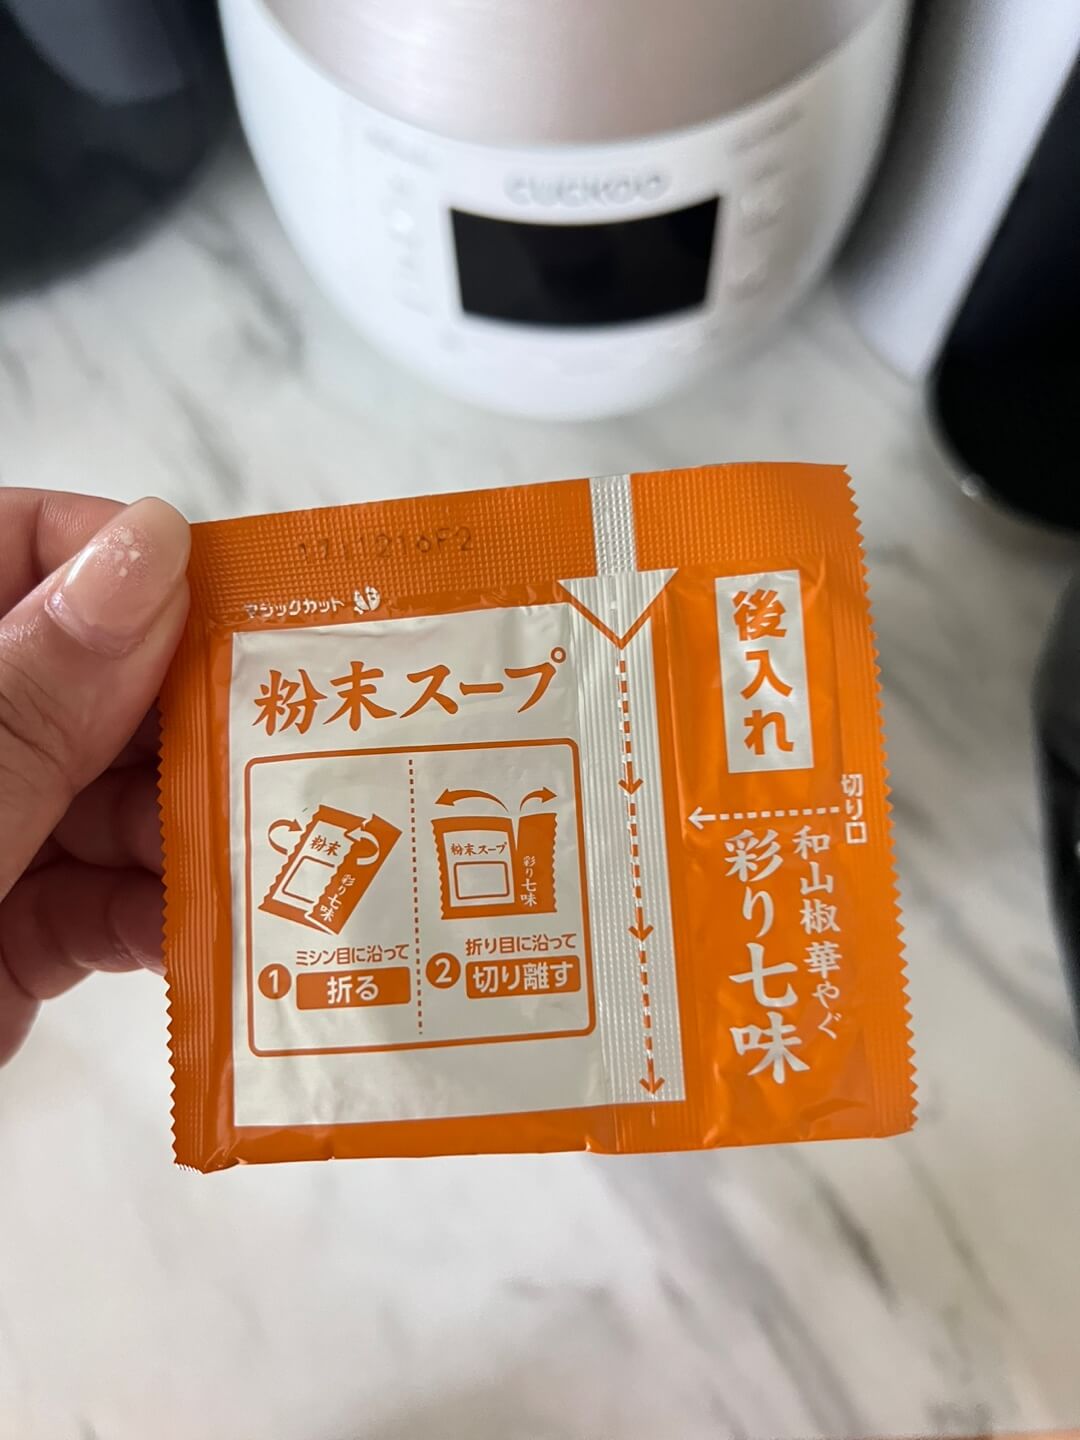 CUCKOO
1731216F2
マジックカット
粉末スープ
粉末
彩り七味
粉末スープ
彩り七味
① ミシン目に沿って
折る
② 折り目に沿って
切り離す
後入れ
切り口
和山椒華やぐ
彩り七味